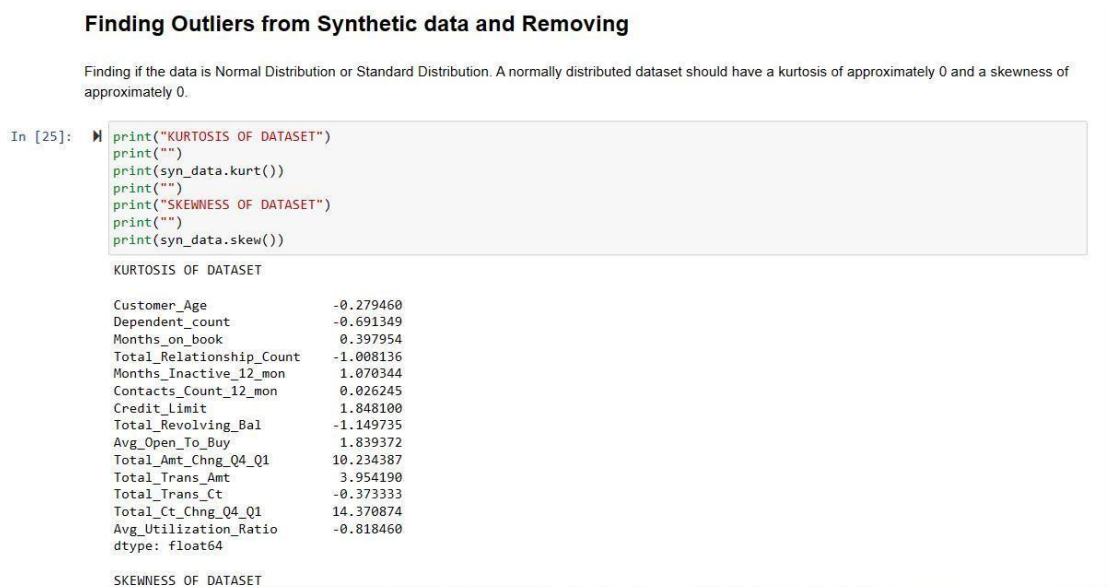 Finding Outliers from Synthetic data and Removing
Finding if the data is Normal Distribution or Standard Distribution. A normally distributed dataset should have a kurtosis of approximately 0 and a skewness of
approximately 0.
In [25]: print("KURTOSIS OF DATASET")
print("")
print(syn_data.kurt())
print("")
print("SKEWNESS OF DATASET")
print("")
print(syn_data.skew())
KURTOSIS OF DATASET
Customer_Age -0.279460
Dependent_count -0.691349
Months_on_book 0.397954
Total_Relationship_Count -1.008136
Months_Inactive_12_mon 1.070344
Contacts_Count_12_mon 0.026245
Credit_Limit 1.848100
Total_Revolving_Bal -1.149735
Avg_Open_To_Buy 1.839372
Total_Amt_Chng_Q4_Q1 10.234387
Total_Trans_Amt 3.954190
Total_Trans_Ct -0.373333
Total_Ct_Chng_Q4_Q1 14.370874
Avg_Utilization_Ratio -0.818460
dtype: float64
SKEWNESS OF DATASET